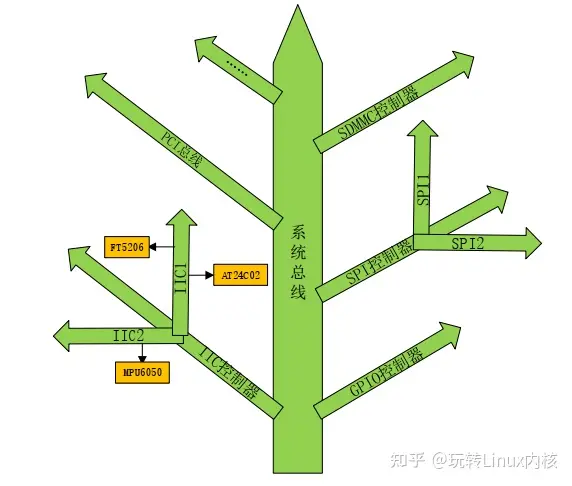 ……
SDMMC控制器
PCI总线
SPI1
系统总线
SPI控制器
SPI2
FT5206
IIC1
AT24C02
IIC2
IIC控制器
MPU6050
GPIO控制器
知乎 @玩转Linux内核